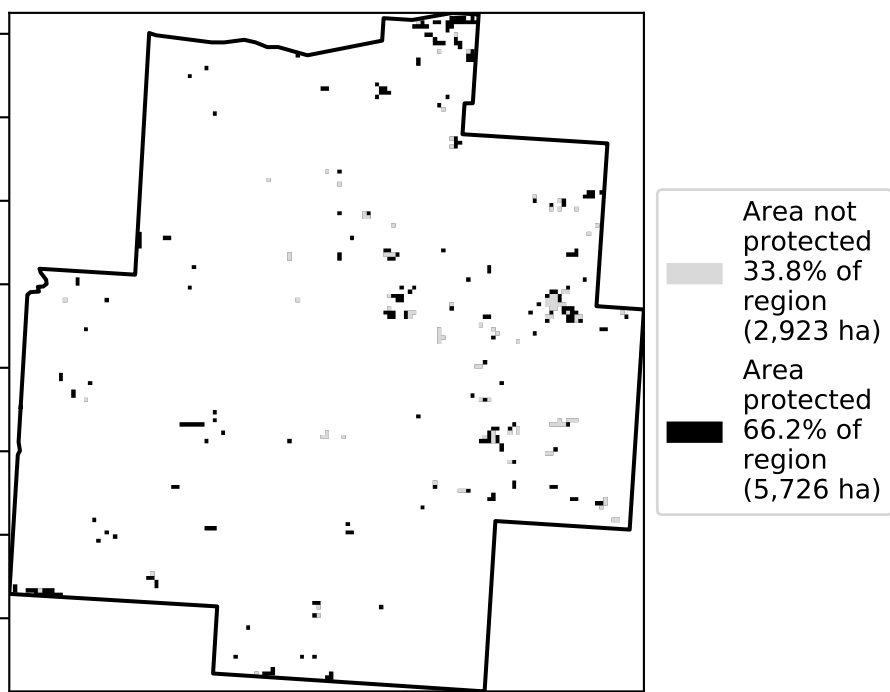 Area not
protected
33.8% of
region
(2,923 ha)
Area
protected
66.2% of
region
(5,726 ha)